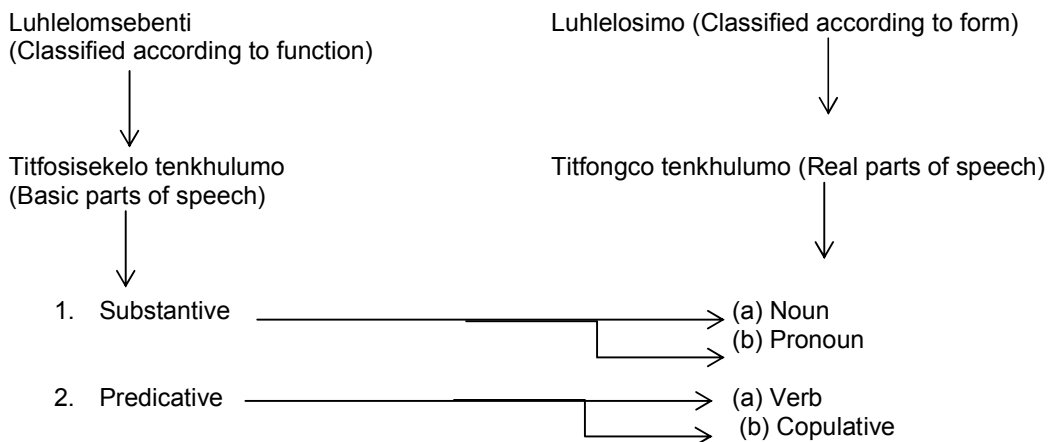 Luhlelomsebenti
(Classified according to function)
Luhlelosimo (Classified according to form)
Titfosisekelo tenkhulumo
(Basic parts of speech)
Titfongco tenkhulumo (Real parts of speech)
1. Substantive
(a) Noun
(b) Pronoun
2. Predicative
(a) Verb
(b) Copulative